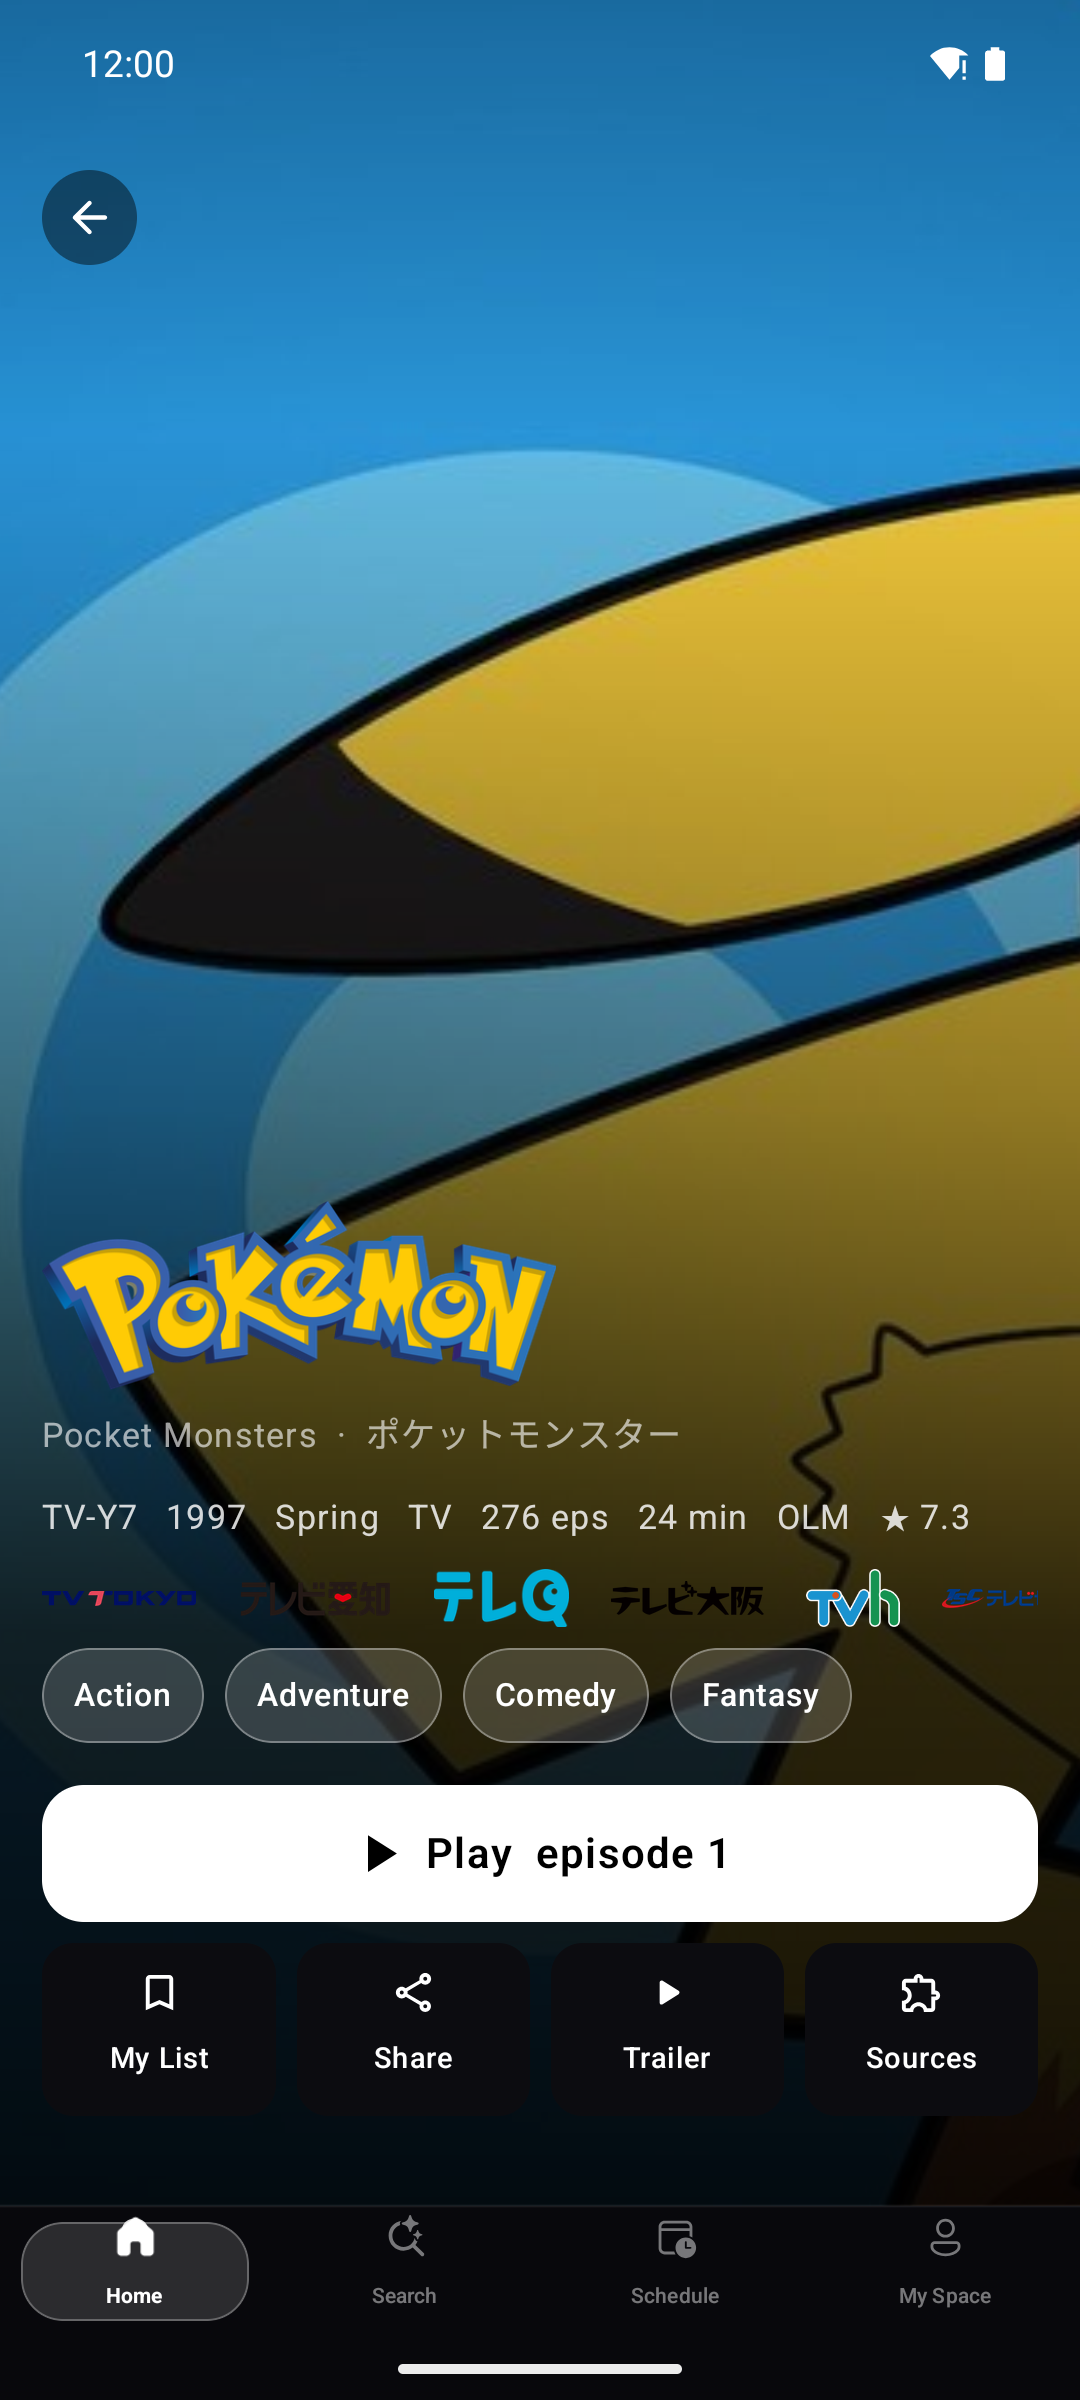 12:00
POKéMON
Pocket Monsters · ポケットモンスター
TV-Y7 1997 Spring TV 276 eps 24 min OLM ★ 7.3
TV TOKYO テレビ愛知 テレQ テレビ大阪 TVh テレビ
Action Adventure Comedy Fantasy
Play episode 1
My List Share Trailer Sources
Home Search Schedule My Space